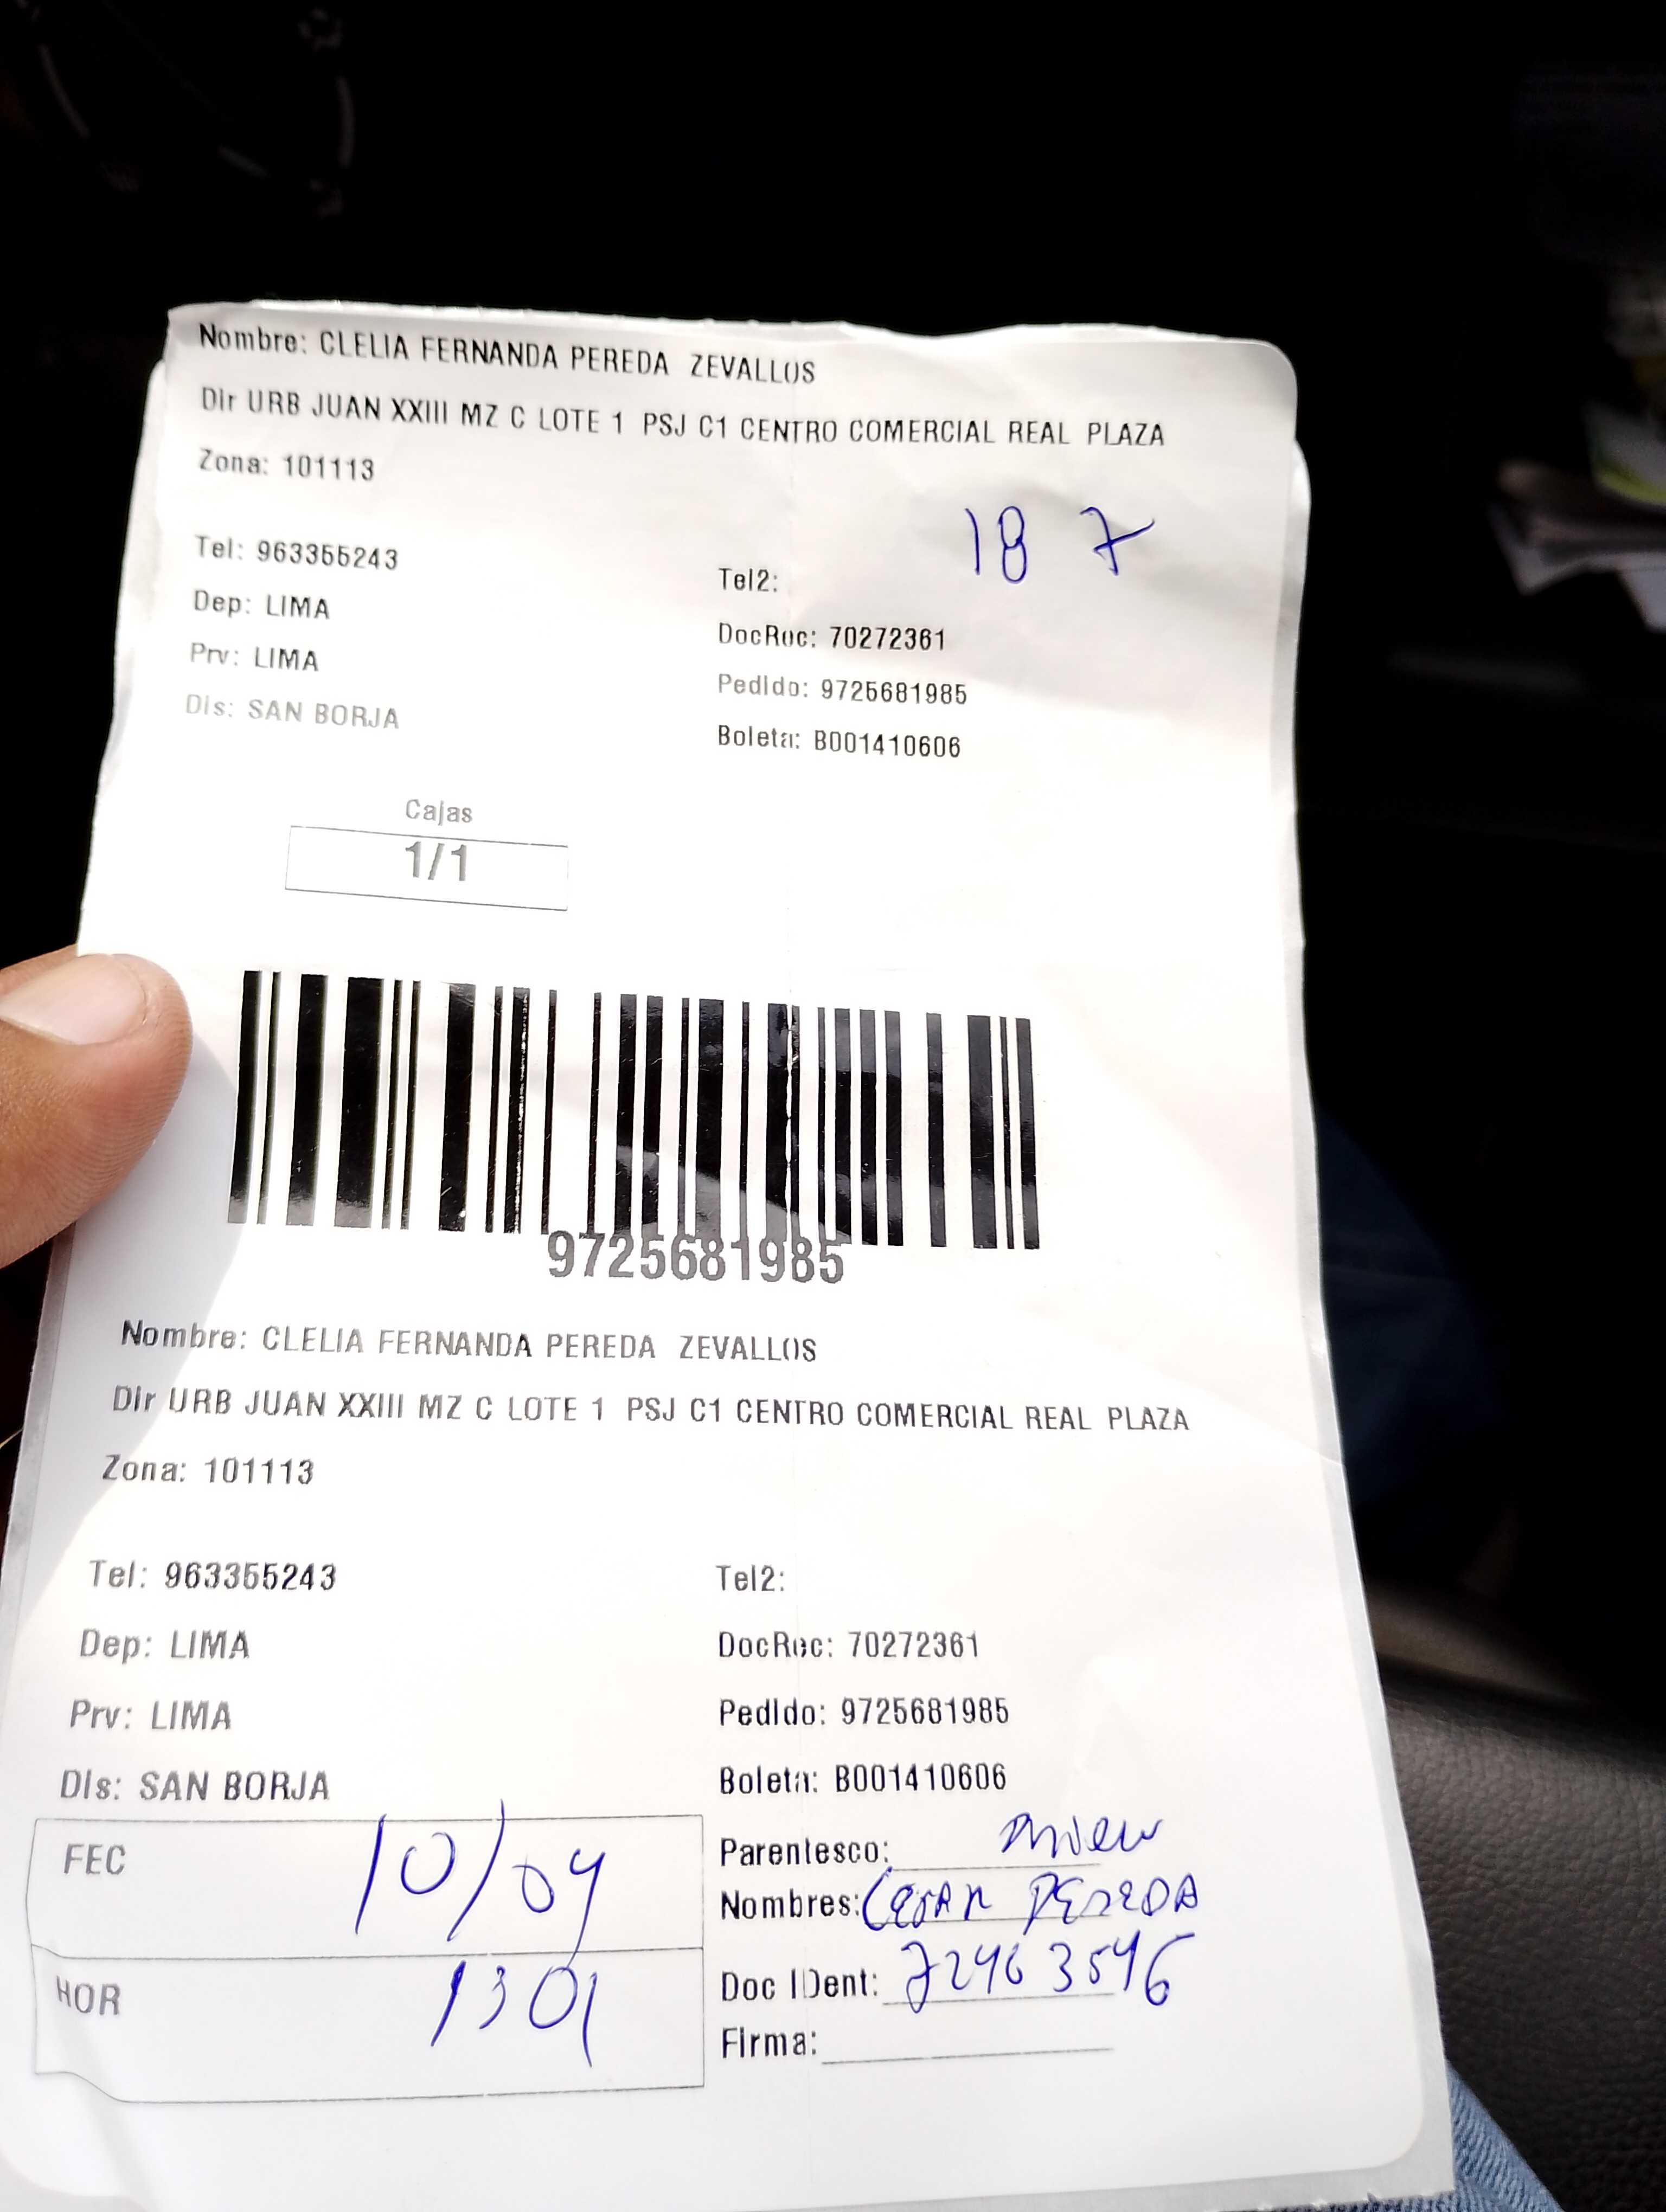 Nombre: CLELIA FERNANDA PEREDA ZEVALLOS
Dir URB JUAN XXIII MZ C LOTE 1 PSJ C1 CENTRO COMERCIAL REAL PLAZA
Zona: 101113
18 7
Tel: 963355243
Tel2:
Dep: LIMA
DocRec: 70272361
Prv: LIMA
Pedido: 9725681985
Dis: SAN BORJA
Boleta: B001410606
Cajas
1/1
9725681985
Nombre: CLELIA FERNANDA PEREDA ZEVALLOS
Dir URB JUAN XXIII MZ C LOTE 1 PSJ C1 CENTRO COMERCIAL REAL PLAZA
Zona: 101113
Tel: 963355243
Tel2:
Dep: LIMA
DocRec: 70272361
Prv: LIMA
Pedido: 9725681985
Dis: SAN BORJA
Boleta: B001410606
FEC 10/09
Parentesco:
Nombres: CESAR PEREDA
HOR 1301
Doc IDent: 72463546
Firma: